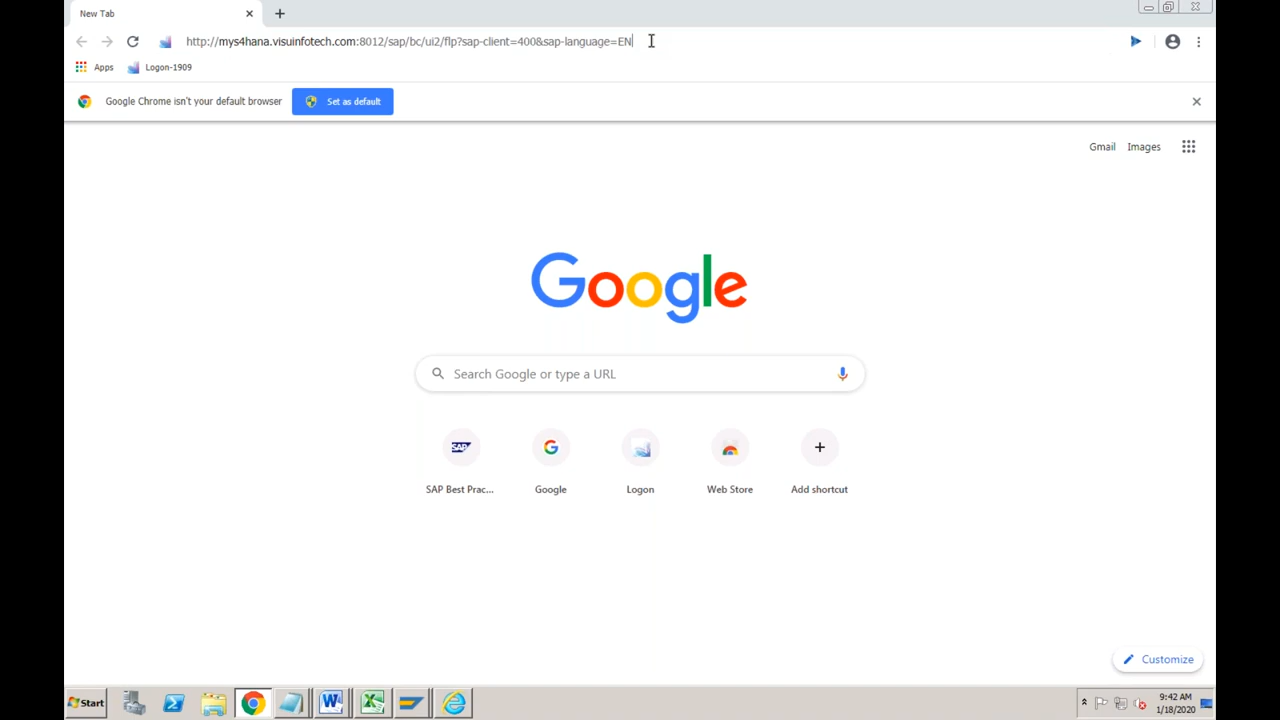 New Tab
http://mys4hana.visuinfotech.com:8012/sap/bc/ui2/flp?sap-client=400&sap-language=EN
Apps
Logon-1909
Google Chrome isn't your default browser
Set as default
Gmail
Images
Google
Search Google or type a URL
SAP
SAP Best Prac...
Google
Logon
Web Store
Add shortcut
Customize
Start
9:42 AM
1/18/2020